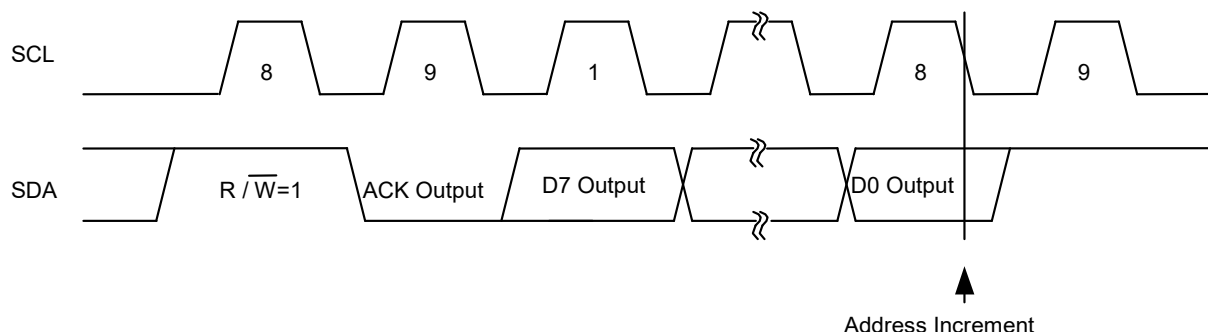 SCL
8
9
1
8
9
SDA
R / W=1
ACK Output
D7 Output
D0 Output
Address Increment